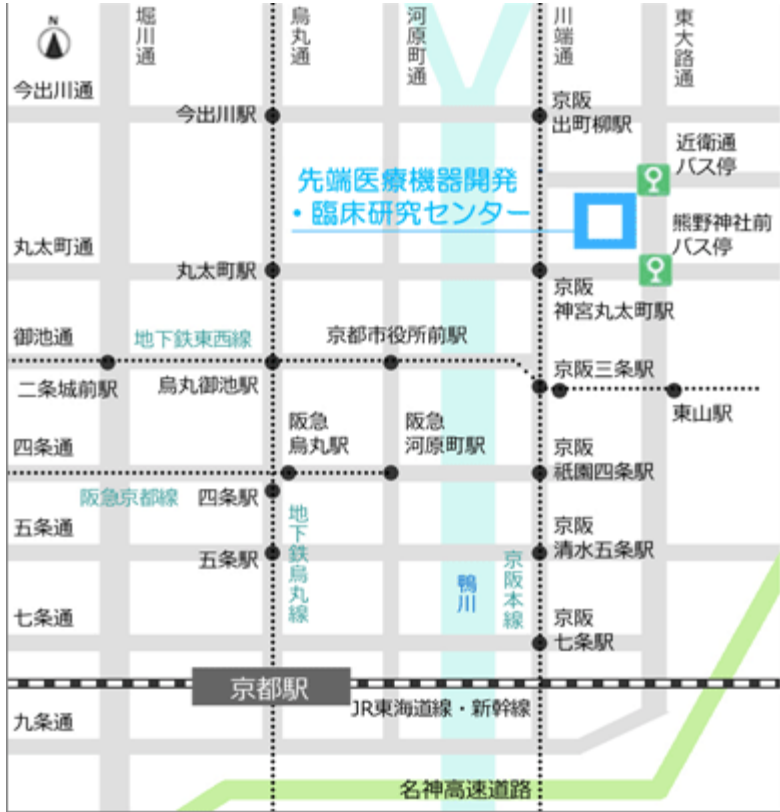 N
堀川通
烏丸通
河原町通
川端通
東大路通
今出川通
今出川駅
京阪
出町柳駅
近衛通
バス停
先端医療機器開発
・臨床研究センター
熊野神社前
バス停
丸太町通
丸太町駅
京阪
神宮丸太町駅
御池通
地下鉄東西線
京都市役所前駅
二条城前駅
烏丸御池駅
京阪三条駅
東山駅
四条通
阪急
烏丸駅
阪急
河原町駅
京阪
祇園四条駅
阪急京都線
四条駅
地下鉄烏丸線
五条通
五条駅
京阪
清水五条駅
鴨川
京阪本線
七条通
京阪
七条駅
京都駅
JR東海道線・新幹線
九条通
名神高速道路